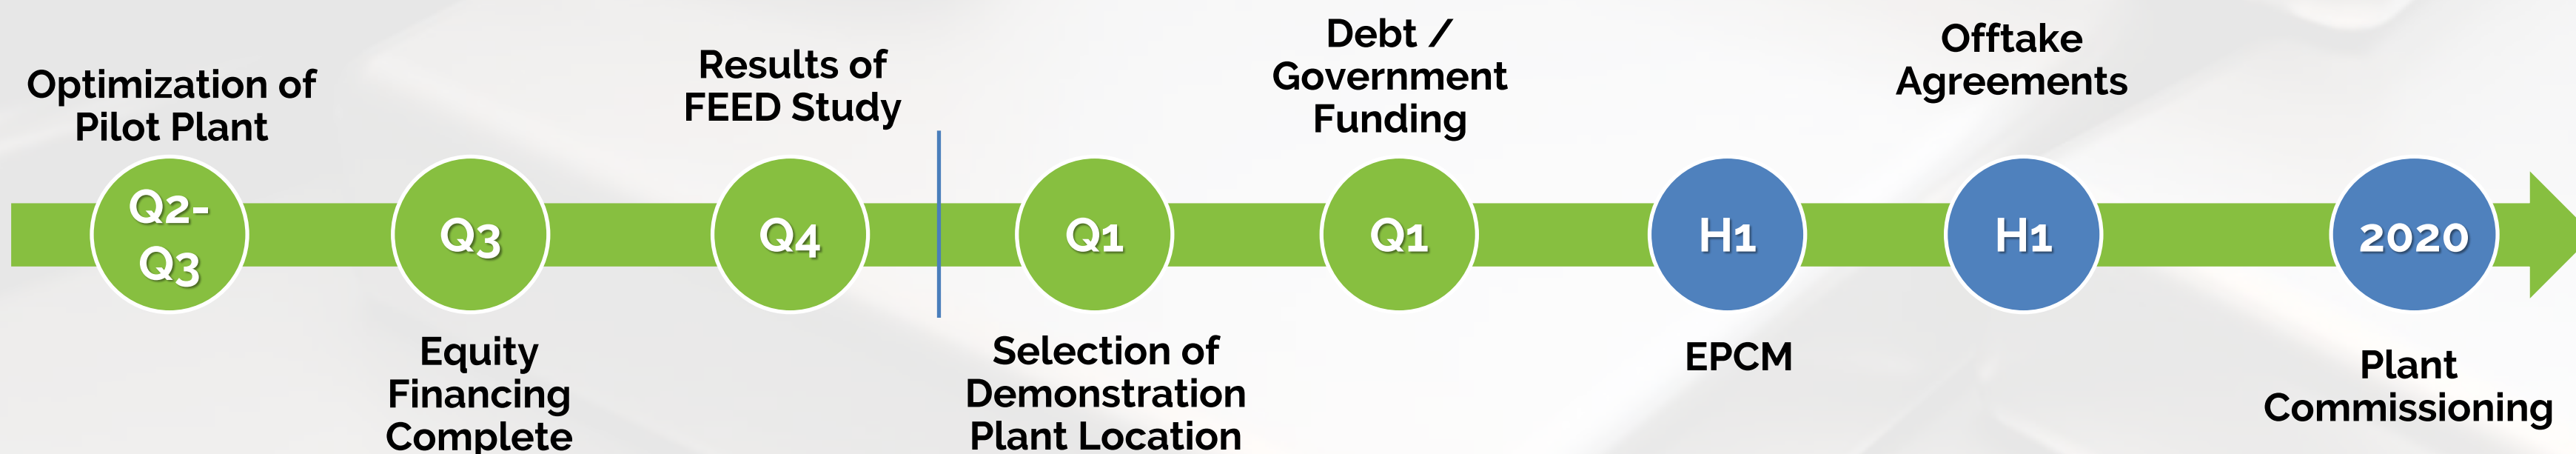 Optimization of
Pilot Plant
Q2-
Q3
Q3
Equity
Financing
Complete
Results of
FEED Study
Q4
Q1
Selection of
Demonstration
Plant Location
Debt /
Government
Funding
Q1
H1
EPCM
Offtake
Agreements
H1
2020
Plant
Commissioning